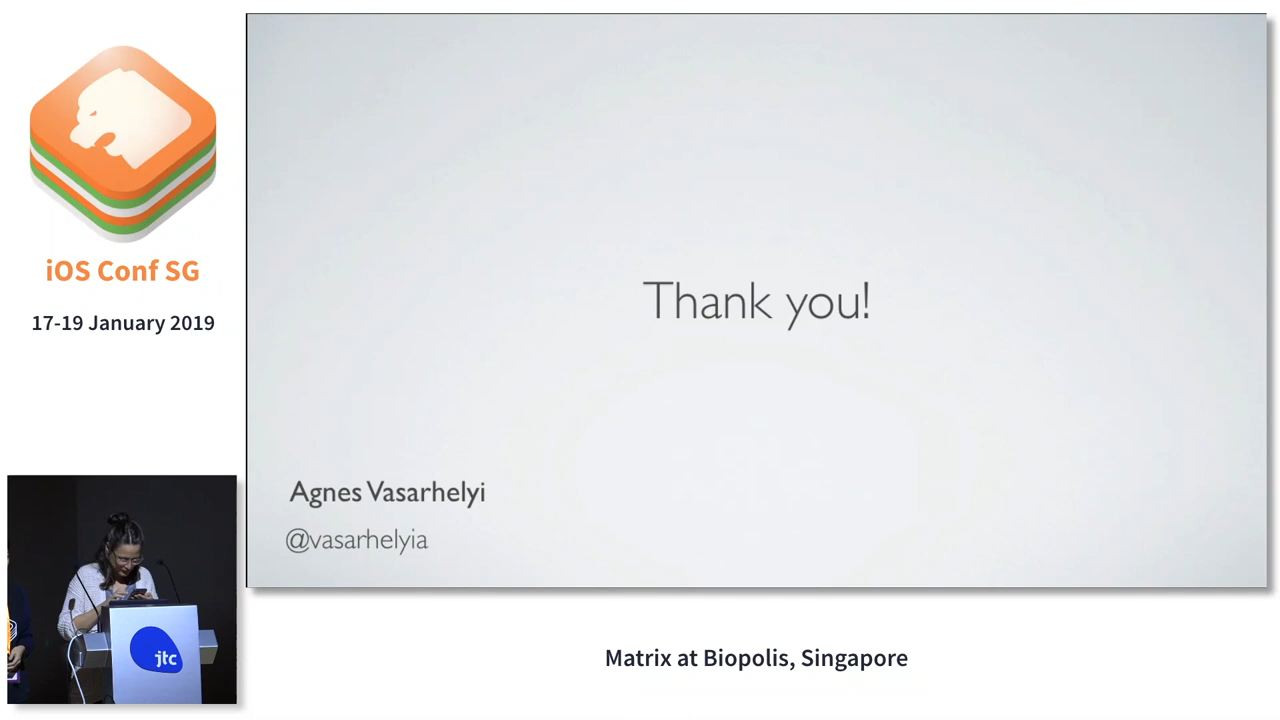 iOS Conf SG
17-19 January 2019
Thank you!
Agnes Vasarhelyi
@vasarhelyia
jtc
Matrix at Biopolis, Singapore